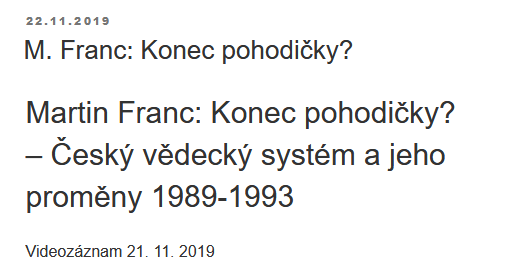 22.11.2019
M. Franc: Konec pohodičky?
Martin Franc: Konec pohodičky?
– Český vědecký systém a jeho
proměny 1989-1993
Videozáznam 21. 11. 2019